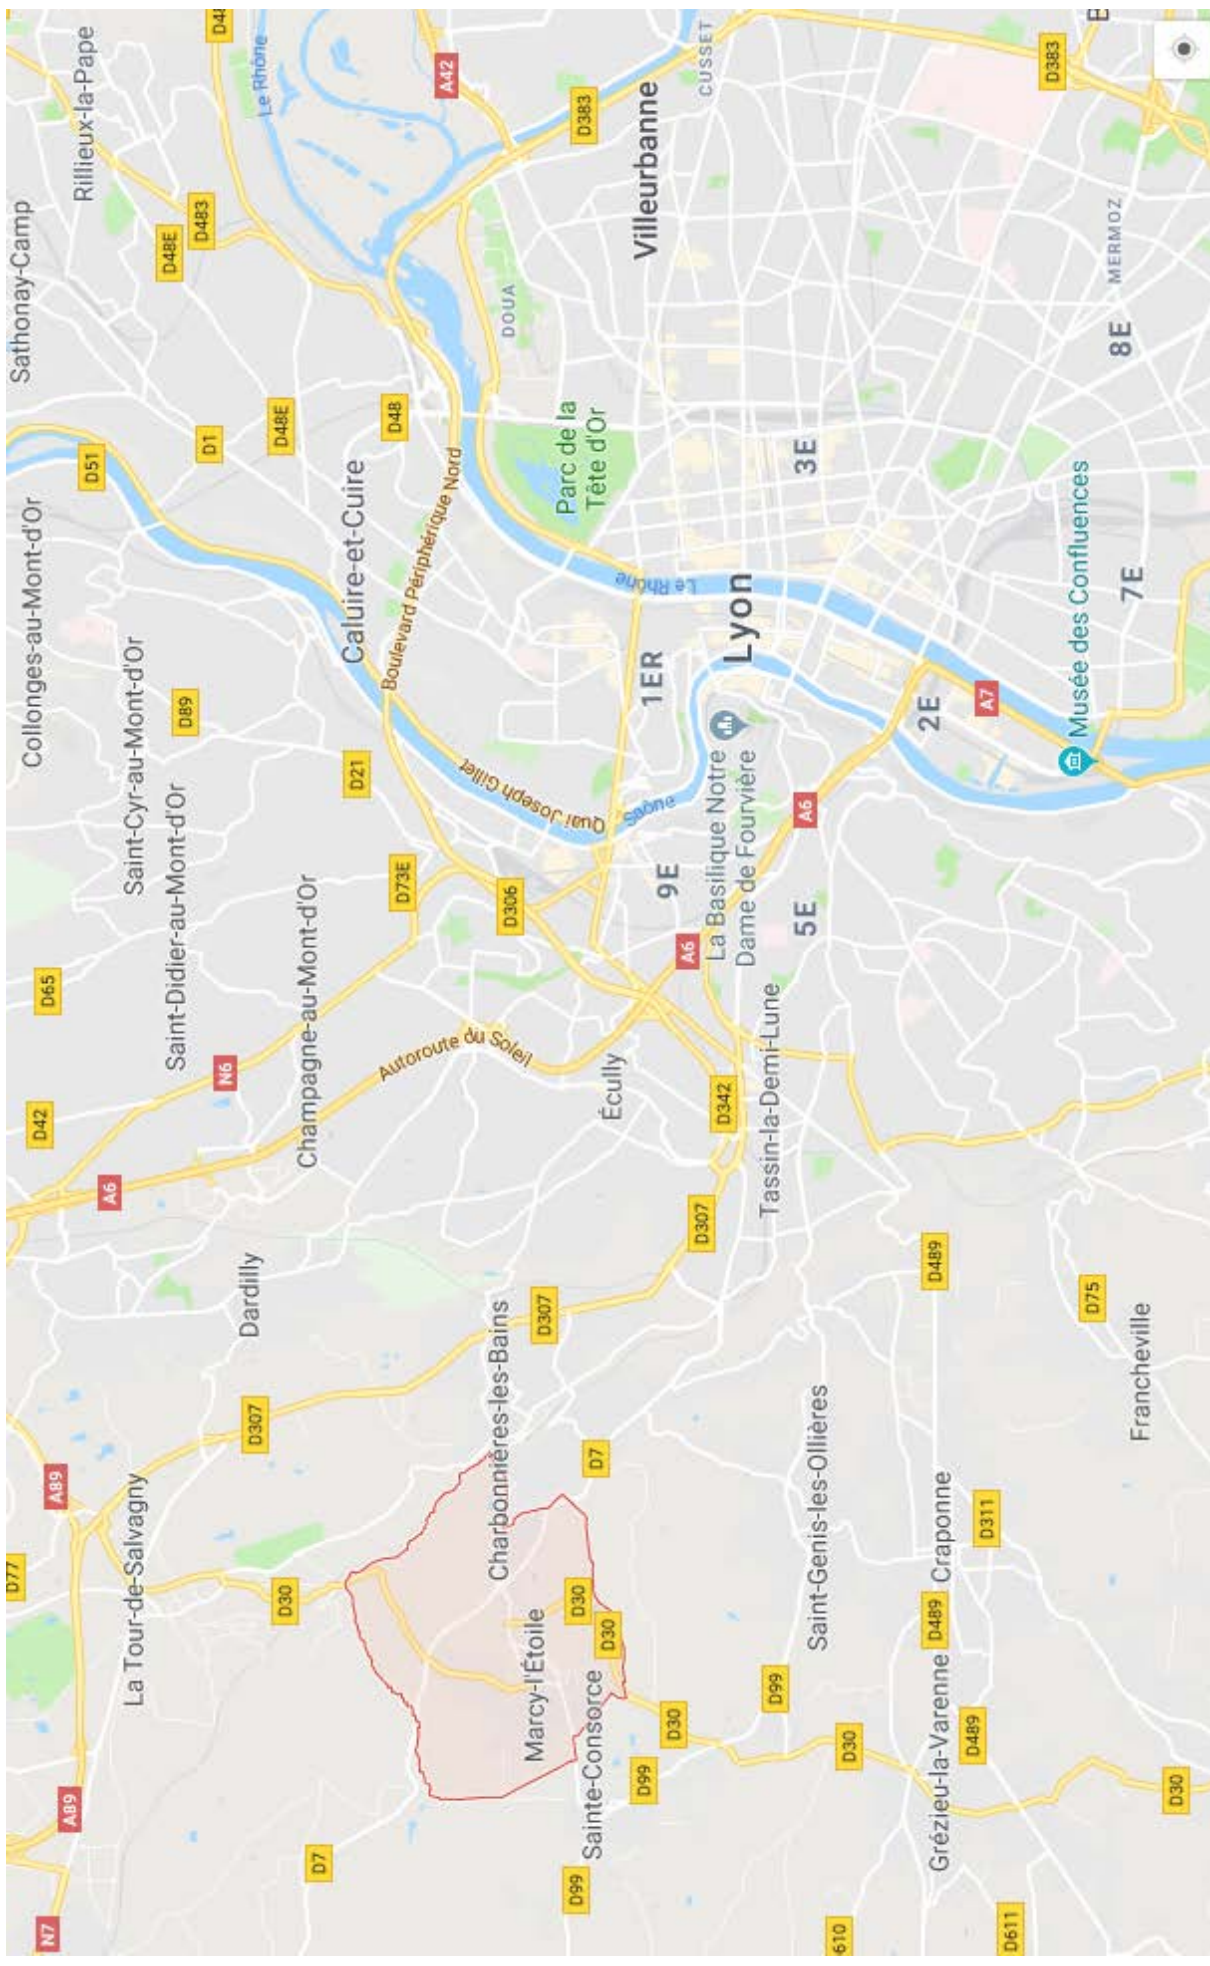 D77
N7
A89
A89
D42
D65
Collonges-au-Mont-d'Or
Sathonay-Camp
La Tour-de-Salvagny
A6
Saint-Cyr-au-Mont-d'Or
D51
Rillieux-la-Pape
Saint-Didier-au-Mont-d'Or
D89
D1
D48E
D483
D48
D307
Dardilly
N6
D48E
Le Rhône
D7
D30
Champagne-au-Mont-d'Or
D21
Caluire-et-Cuire
D48
D73E
Boulevard Périphérique Nord
A42
Autoroute du Soleil
Charbonnières-les-Bains
D306
DOUA
Marcy-l'Étoile
D307
Quai Joseph Gillet
D383
D99
D30
D7
Parc de la
Tête d'Or
Sainte-Consorce
D30
Écully
D99
D30
9E
Saône
1ER
Le Rhône
Villeurbanne
D307
A6
CUSSET
D342
La Basilique Notre
Dame de Fourvière
Lyon
D99
Tassin-la-Demi-Lune
Saint-Genis-les-Ollières
5E
A6
3E
610
D30
Grézieu-la-Varenne
D489
Craponne
D489
2E
D489
D311
A7
D611
D383
Musée des Confluences
D75
Francheville
7E
8E
MERMOZ
D30